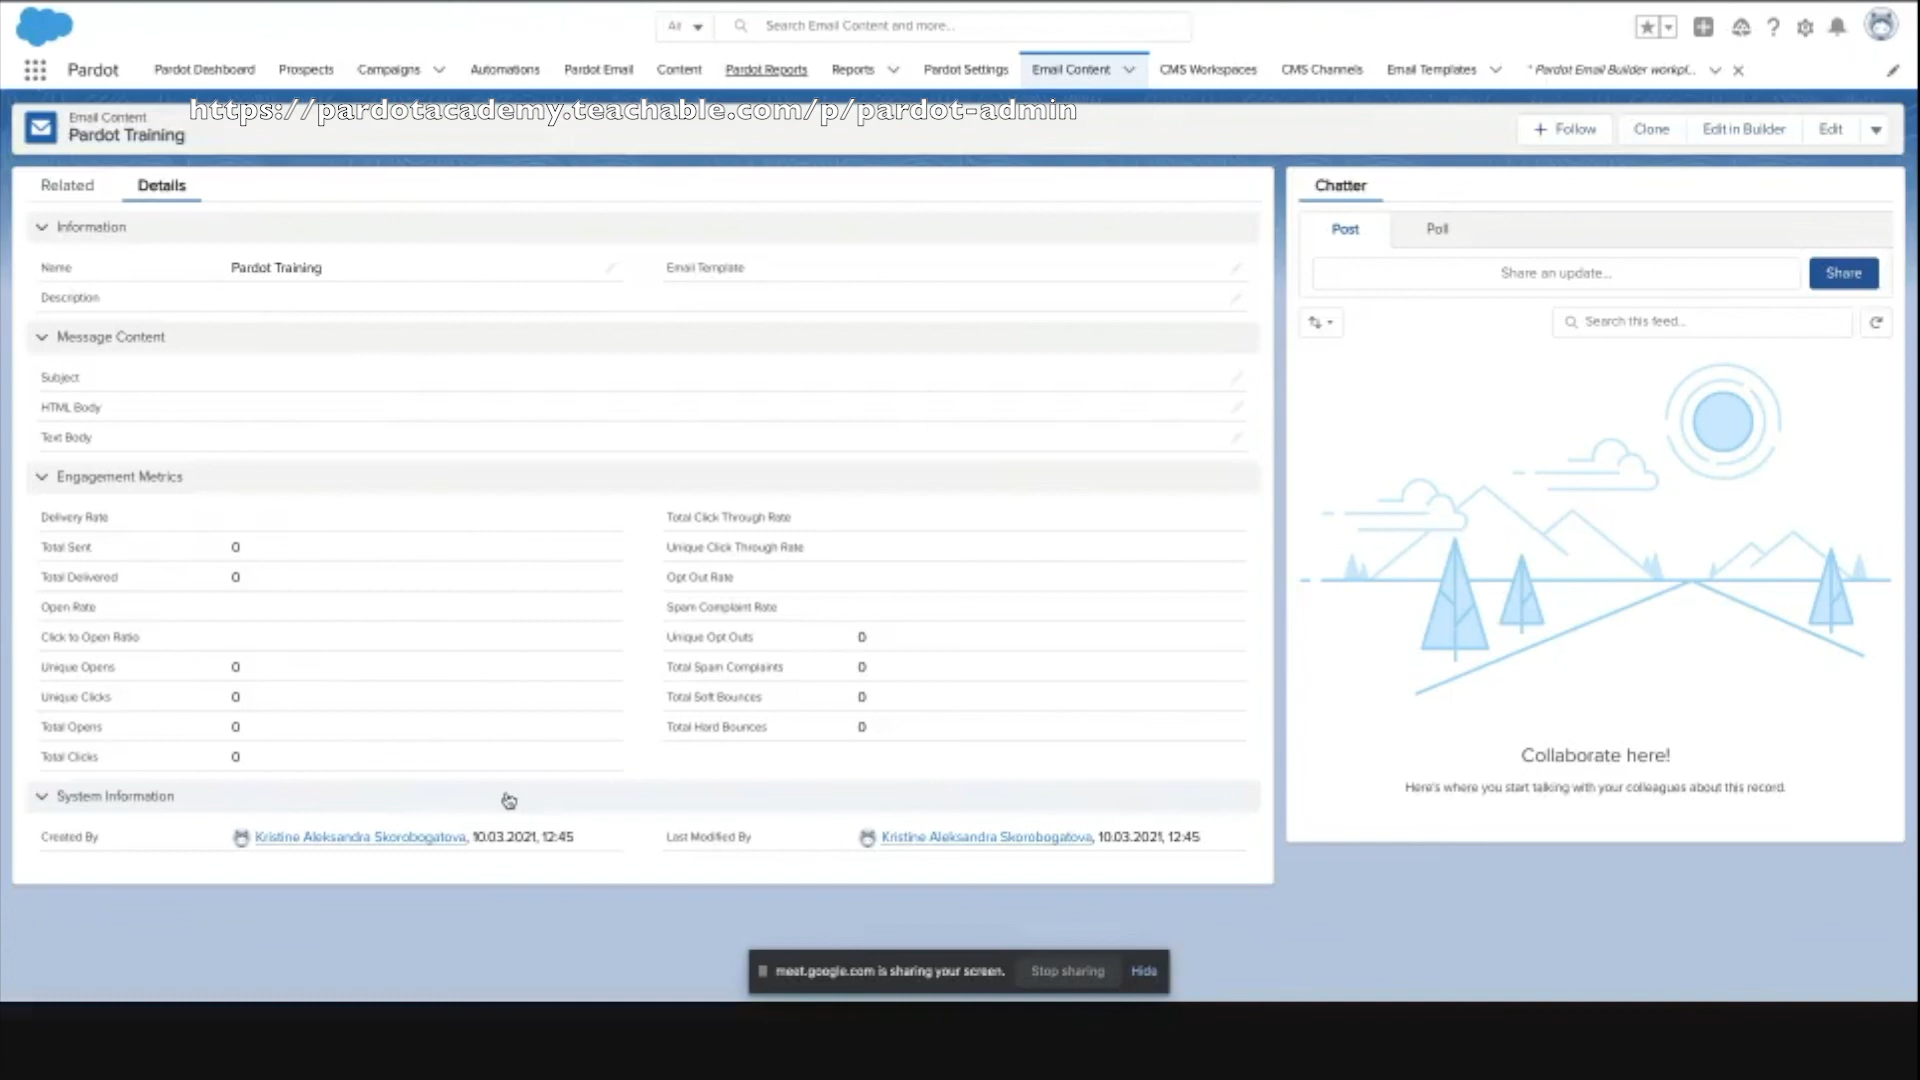 All
Search Email Content and more...
Pardot
Pardot Dashboard
Prospects
Campaigns
Automations
Pardot Email
Content
Pardot Reports
Reports
Pardot Settings
Email Content
CMS Workspaces
CMS Channels
Email Templates
* Pardot Email Builder workpl...
https://pardotacademy.teachable.com/p/pardot-admin
Email Content
Pardot Training
+ Follow
Clone
Edit in Builder
Edit
Related
Details
Information
Name
Pardot Training
Email Template
Description
Message Content
Subject
HTML Body
Text Body
Engagement Metrics
Delivery Rate
Total Click Through Rate
Total Sent
0
Unique Click Through Rate
Total Delivered
0
Opt Out Rate
Open Rate
Spam Complaint Rate
Click to Open Ratio
Unique Opt Outs
0
Unique Opens
0
Total Spam Complaints
0
Unique Clicks
0
Total Soft Bounces
0
Total Opens
0
Total Hard Bounces
0
Total Clicks
0
System Information
Created By
Kristine Aleksandra Skorobogatova, 10.03.2021, 12:45
Last Modified By
Kristine Aleksandra Skorobogatova, 10.03.2021, 12:45
Chatter
Post
Poll
Share an update...
Share
Search this feed...
Collaborate here!
Here's where you start talking with your colleagues about this record.
meet.google.com is sharing your screen.
Stop sharing
Hide